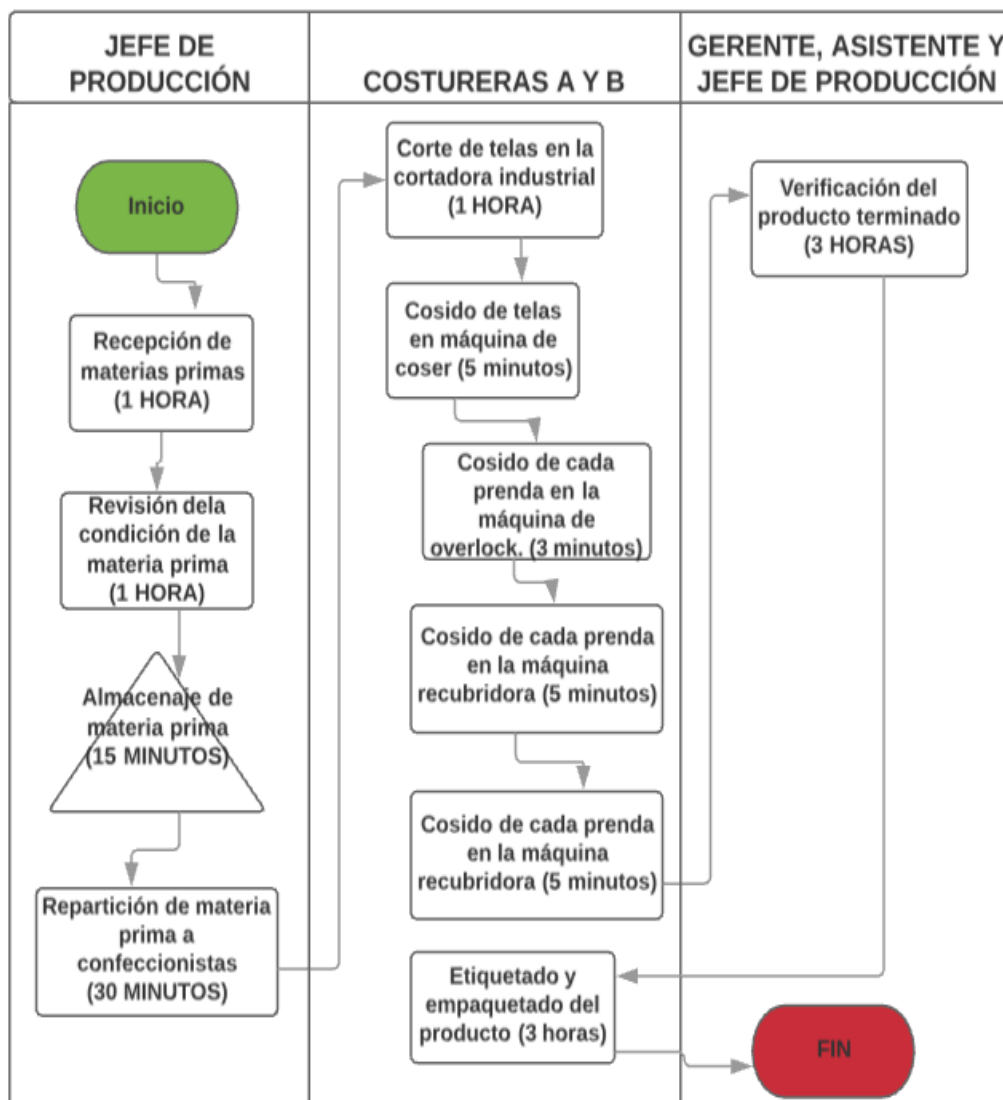 JEFE DE
PRODUCCIÓN
COSTURERAS A Y B
GERENTE, ASISTENTE Y
JEFE DE PRODUCCIÓN
Inicio
Recepción de
materias primas
(1 HORA)
Revisión dela
condición de la
materia prima
(1 HORA)
Almacenaje de
materia prima
(15 MINUTOS)
Repartición de materia
prima a
confeccionistas
(30 MINUTOS)
Corte de telas en la
cortadora industrial
(1 HORA)
Cosido de telas
en máquina de
coser (5 minutos)
Cosido de cada
prenda en la
máquina de
overlock. (3 minutos)
Cosido de cada prenda
en la máquina
recubridora (5 minutos)
Cosido de cada prenda
en la máquina
recubridora (5 minutos)
Verificación del
producto terminado
(3 HORAS)
Etiquetado y
empaquetado del
producto (3 horas)
FIN